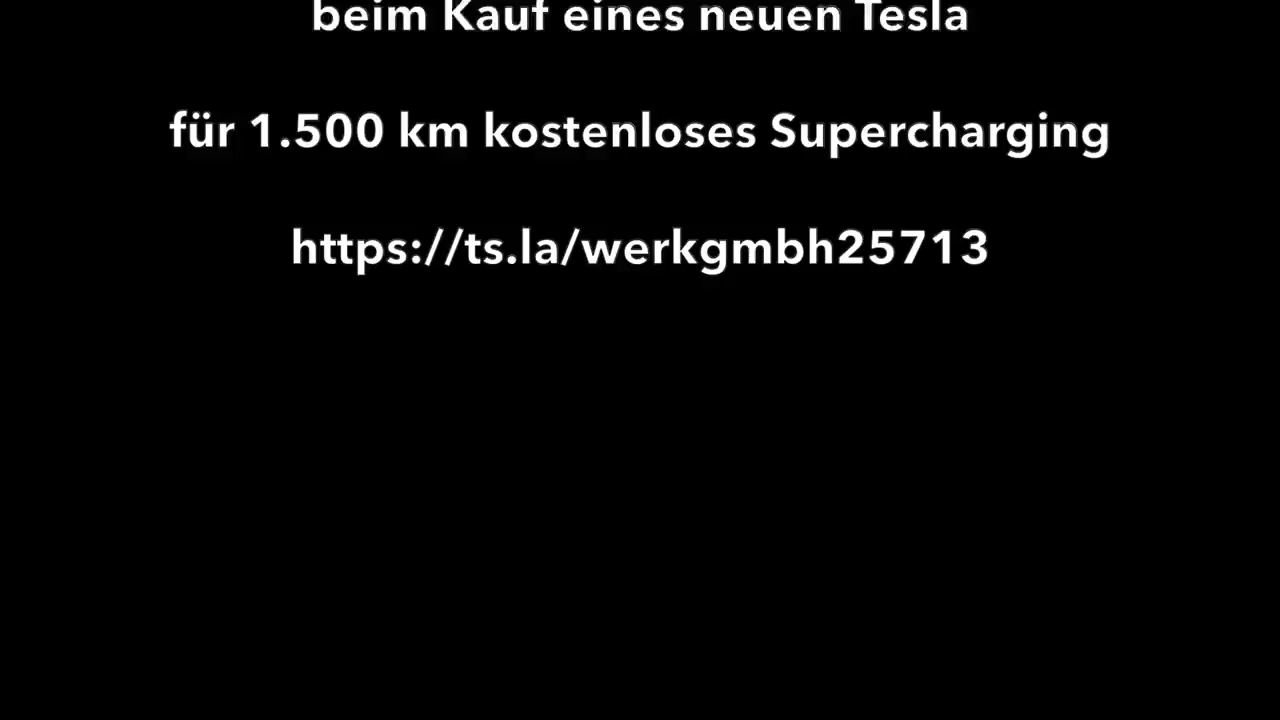 beim Kauf eines neuen Tesla
für 1.500 km kostenloses Supercharging
https://ts.la/werkgmbh25713